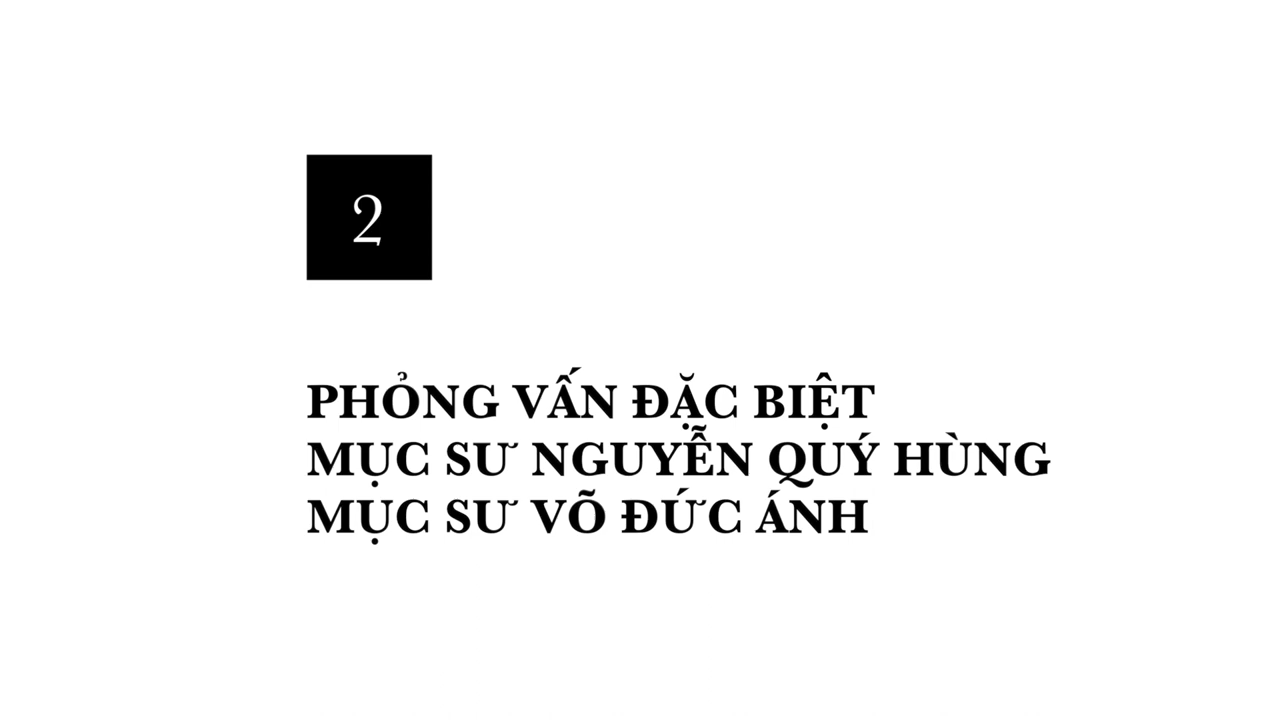 2
PHỎNG VẤN ĐẶC BIỆT
MỤC SƯ NGUYỄN QUÝ HÙNG
MỤC SƯ VÕ ĐỨC ÁNH